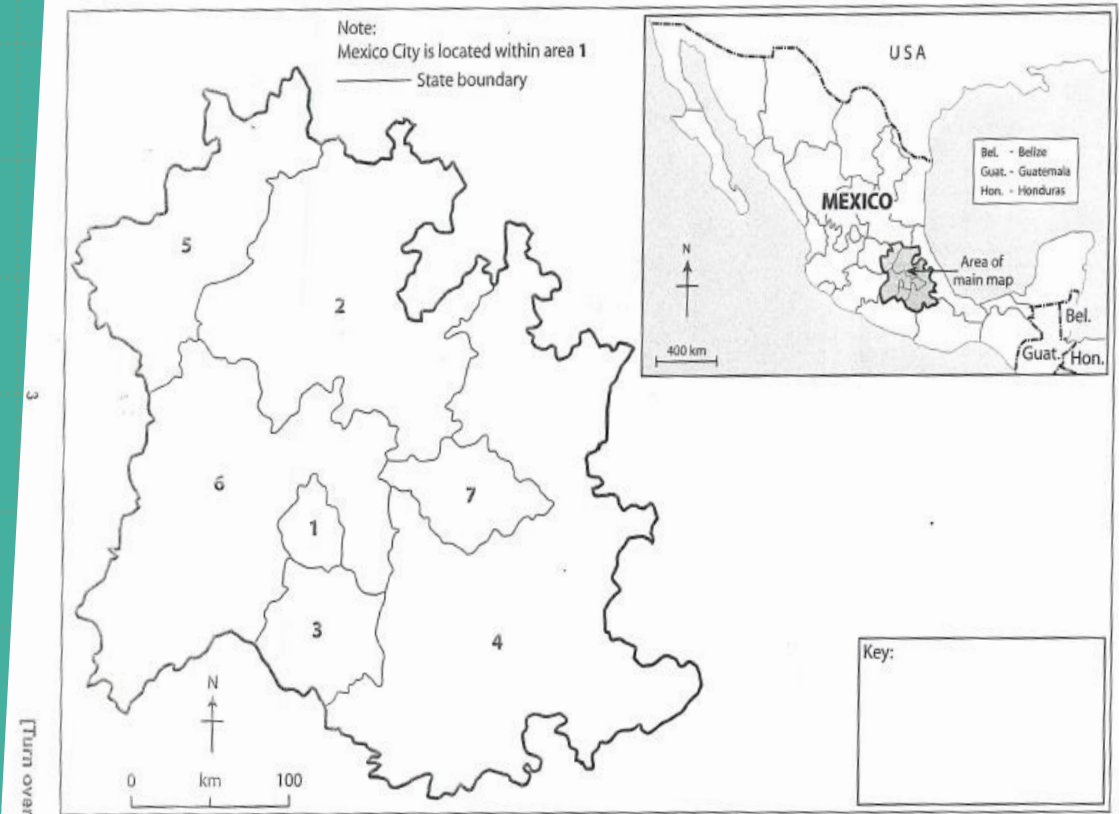 Note:
Mexico City is located within area 1
State boundary
USA
Bel. - Belize
Guat. - Guatemala
Hon. - Honduras
MEXICO
N
Area of
main map
Bel.
400 km
Guat.
Hon.
5
2
6
7
1
3
4
N
0 km 100
Key:
3
[Turn over